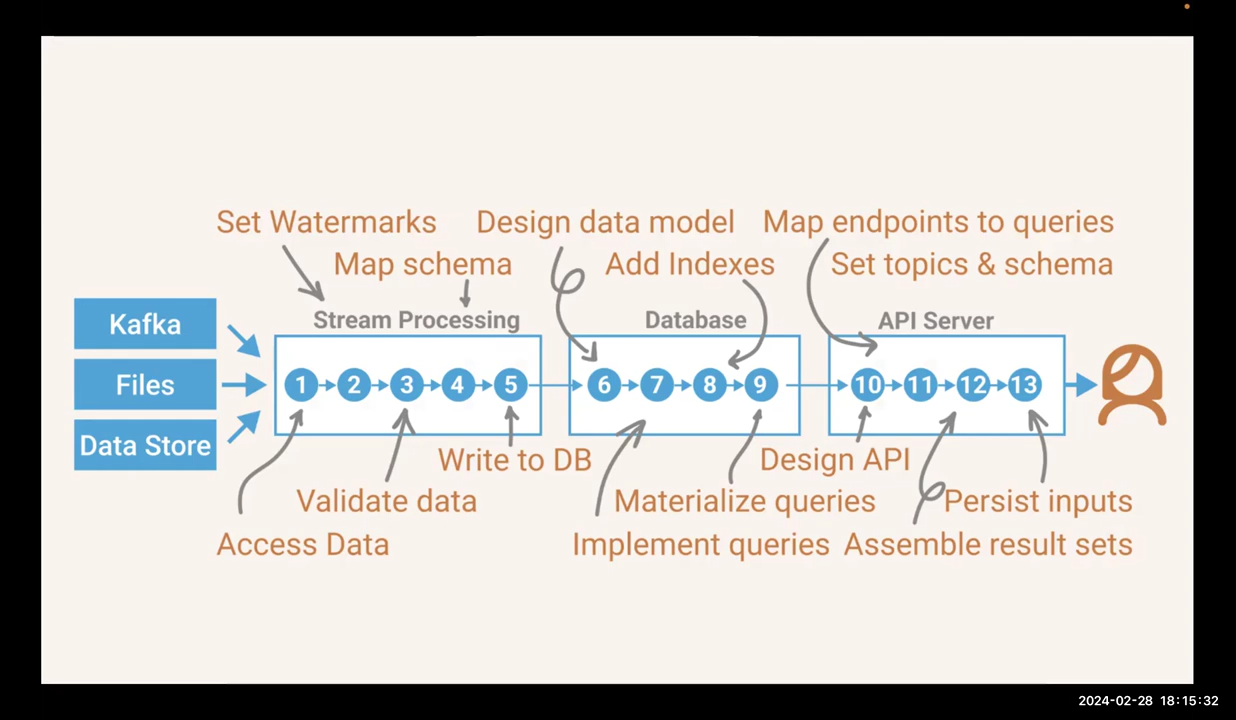 Set Watermarks
Design data model
Map endpoints to queries
Map schema
Add Indexes
Set topics & schema
Kafka
Files
Data Store
Stream Processing
Database
API Server
1 2 3 4 5
6 7 8 9
10 11 12 13
Write to DB
Design API
Validate data
Materialize queries
Persist inputs
Access Data
Implement queries
Assemble result sets
2024-02-28 18:15:32